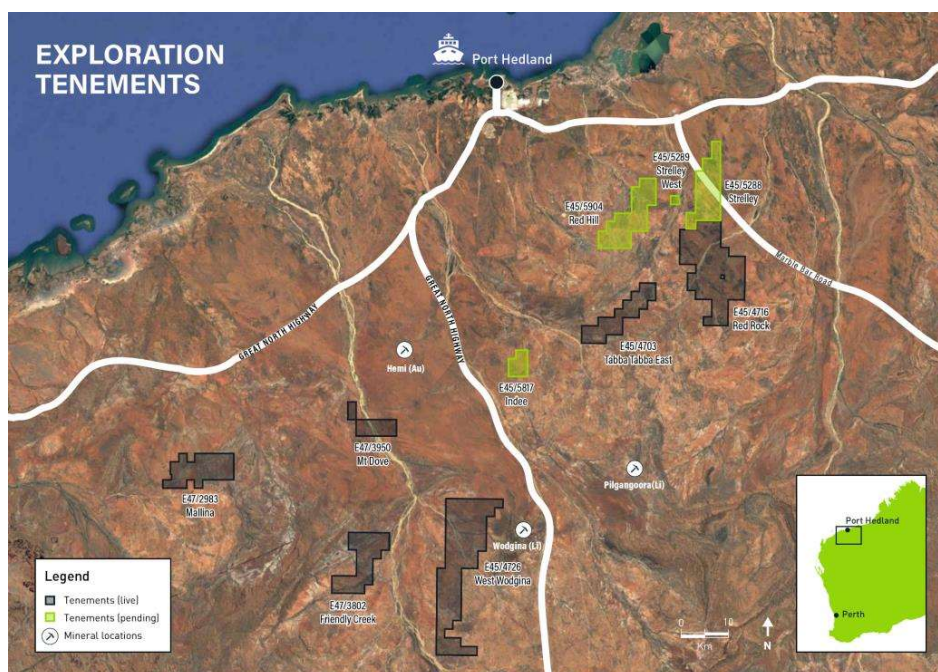 EXPLORATION
TENEMENTS
Port Hedland
E45/5289
Strelley
West
E45/5288
Strelley
E45/5904
Red Hill
Marble Bar Road
GREAT NORTH HIGHWAY
GREAT NORTH HIGHWAY
E45/4716
Red Rock
E45/4703
Tabba Tabba East
Hemi (Au)
E45/5817
Indee
E47/3950
Mt Dove
E47/2983
Mallina
Pilgangoora(Li)
Wodgina (Li)
E45/4726
West Wodgina
E47/3802
Friendly Creek
Legend
Tenements (live)
Tenements (pending)
Mineral locations
0 10
Km
N
Port Hedland
Perth